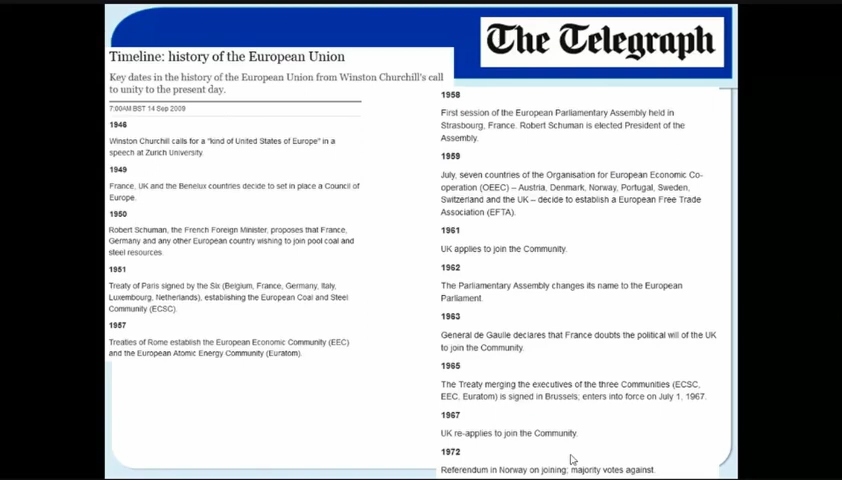 The Telegraph
Timeline: history of the European Union
Key dates in the history of the European Union from Winston Churchill's call
to unity to the present day.
7:00AM BST 14 Sep 2009
1946
Winston Churchill calls for a "kind of United States of Europe" in a
speech at Zurich University.
1949
France, UK and the Benelux countries decide to set in place a Council of
Europe.
1950
Robert Schuman, the French Foreign Minister, proposes that France,
Germany and any other European country wishing to join pool coal and
steel resources.
1951
Treaty of Paris signed by the Six (Belgium, France, Germany, Italy,
Luxembourg, Netherlands), establishing the European Coal and Steel
Community (ECSC).
1957
Treaties of Rome establish the European Economic Community (EEC)
and the European Atomic Energy Community (Euratom).
1958
First session of the European Parliamentary Assembly held in
Strasbourg, France. Robert Schuman is elected President of the
Assembly.
1959
July, seven countries of the Organisation for European Economic Co-
operation (OEEC) – Austria, Denmark, Norway, Portugal, Sweden,
Switzerland and the UK – decide to establish a European Free Trade
Association (EFTA).
1961
UK applies to join the Community.
1962
The Parliamentary Assembly changes its name to the European
Parliament.
1963
General de Gaulle declares that France doubts the political will of the UK
to join the Community.
1965
The Treaty merging the executives of the three Communities (ECSC,
EEC, Euratom) is signed in Brussels; enters into force on July 1, 1967.
1967
UK re-applies to join the Community.
1972
Referendum in Norway on joining; majority votes against.